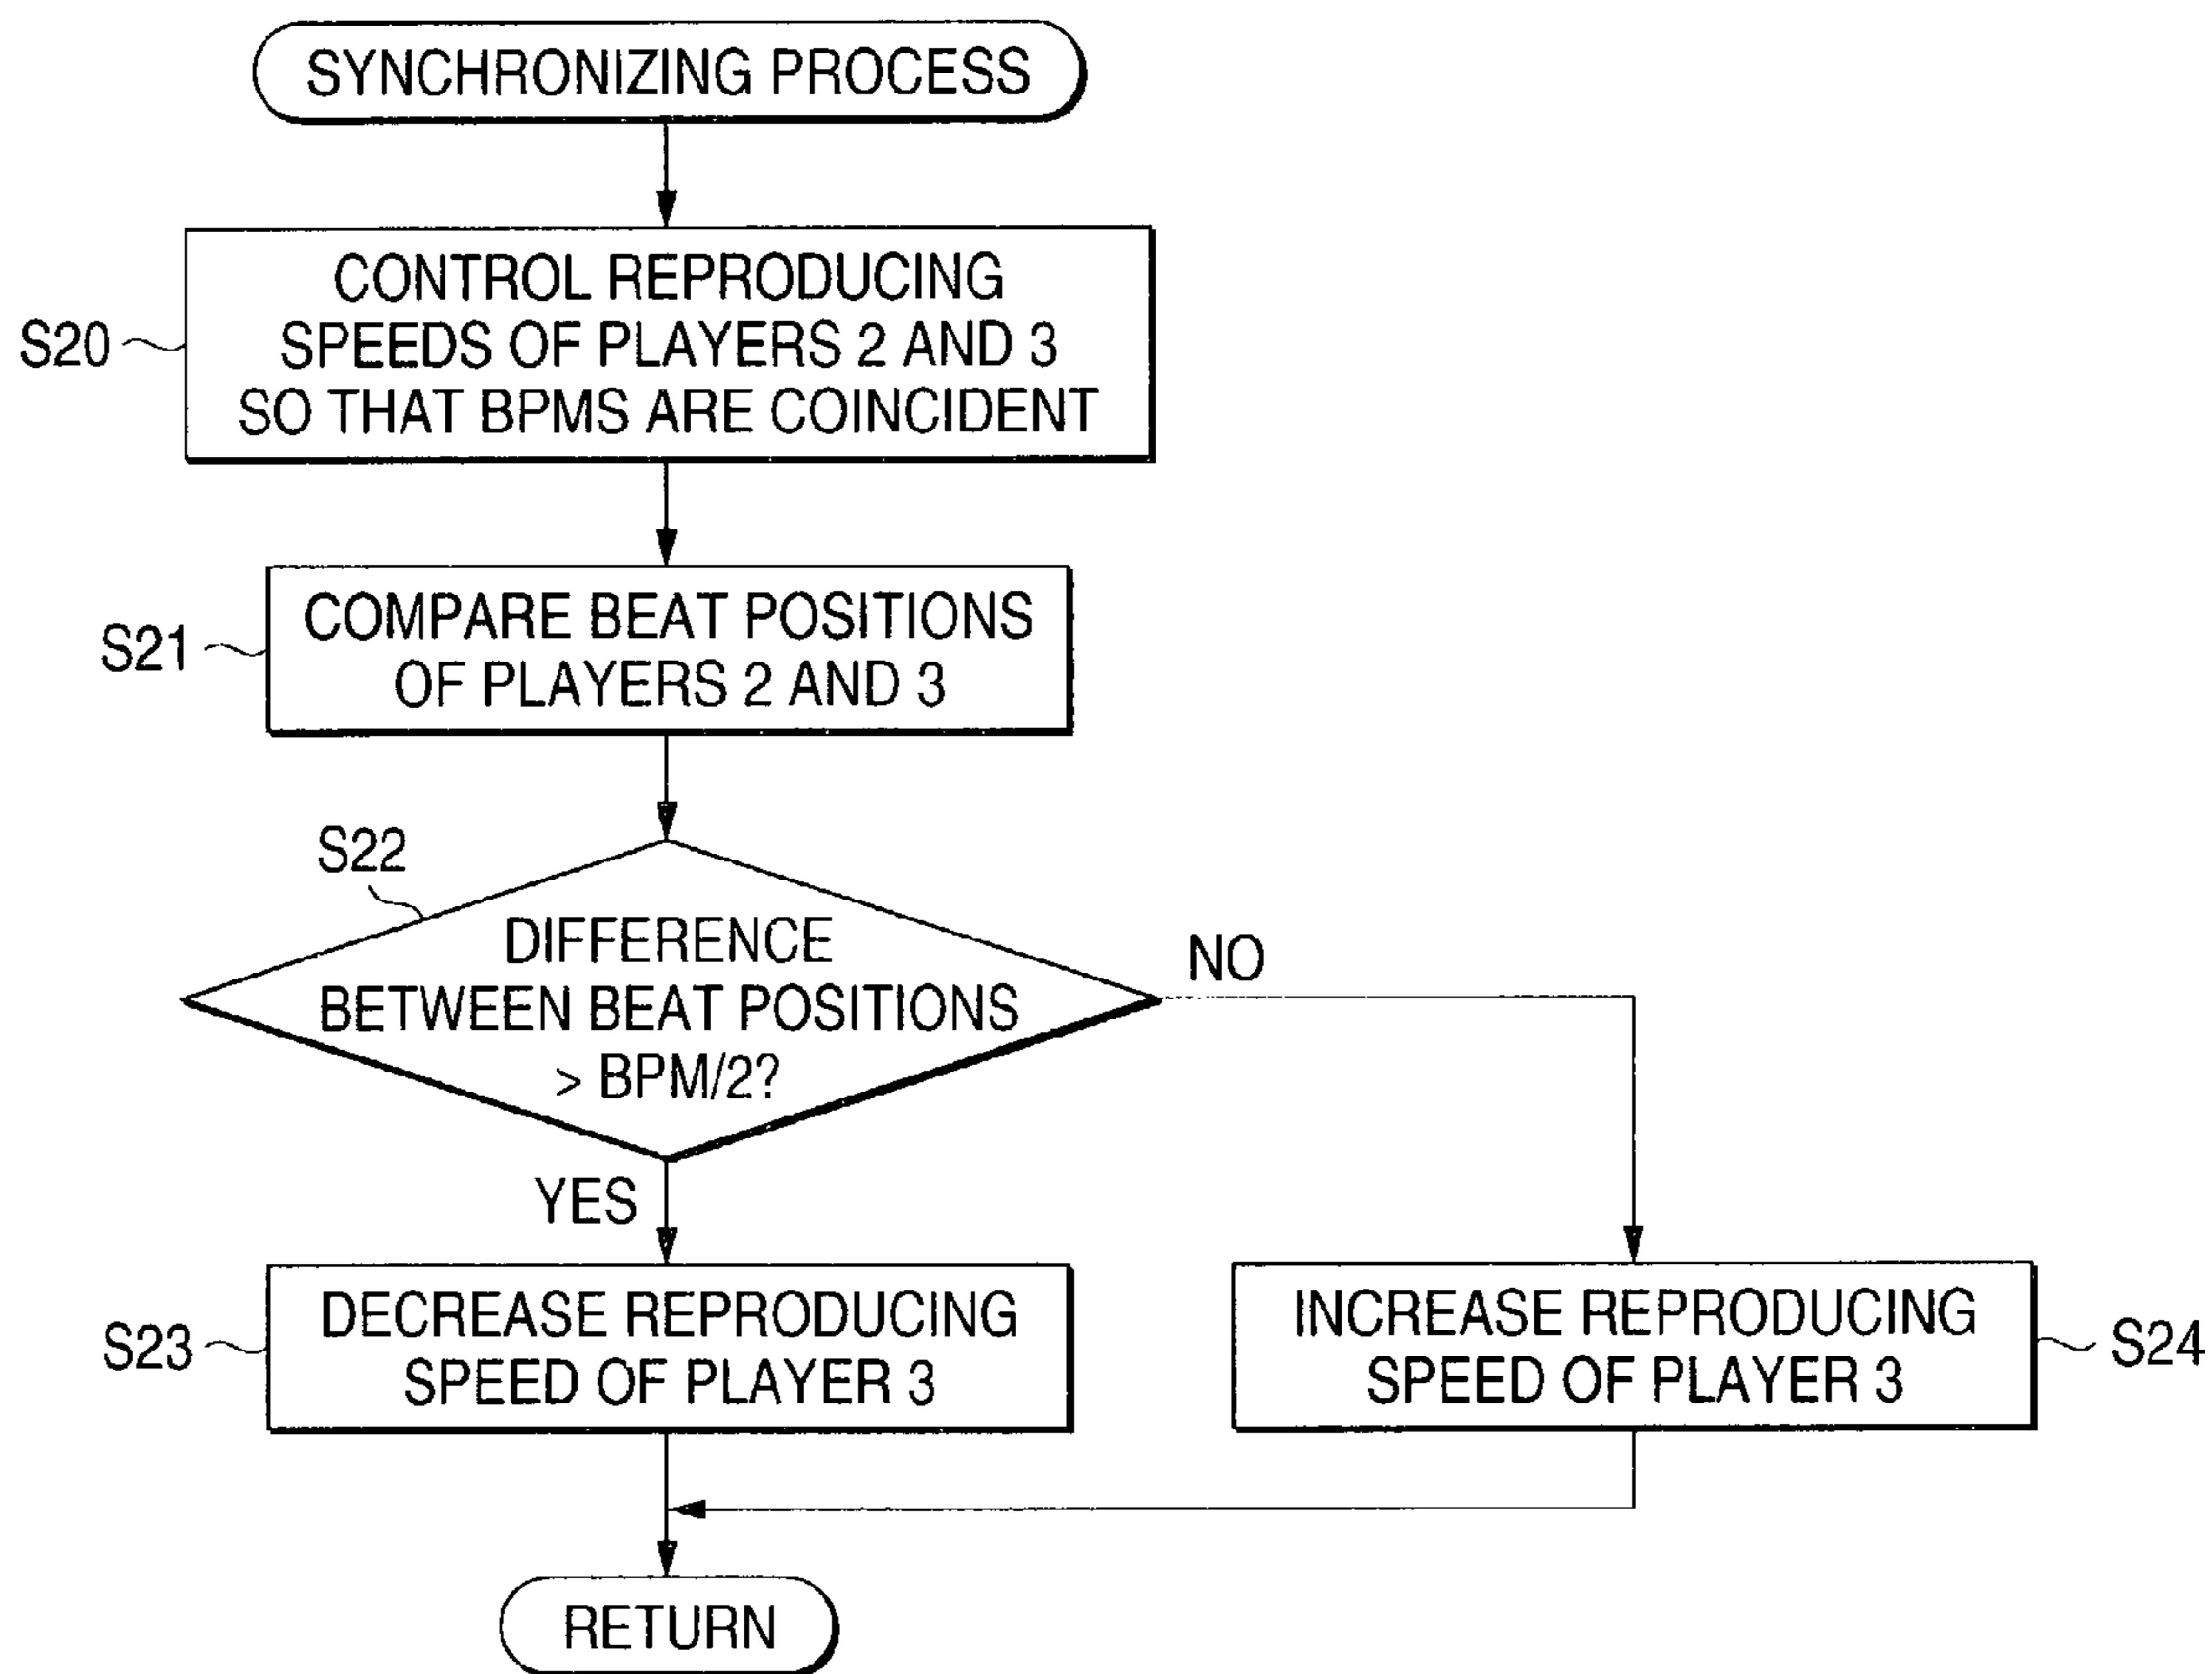 SYNCHRONIZING PROCESS
S20
CONTROL REPRODUCING
SPEEDS OF PLAYERS 2 AND 3
SO THAT BPMS ARE COINCIDENT
S21
COMPARE BEAT POSITIONS
OF PLAYERS 2 AND 3
S22
DIFFERENCE
BETWEEN BEAT POSITIONS
> BPM/2?
NO
YES
S23
DECREASE REPRODUCING
SPEED OF PLAYER 3
INCREASE REPRODUCING
SPEED OF PLAYER 3
S24
RETURN